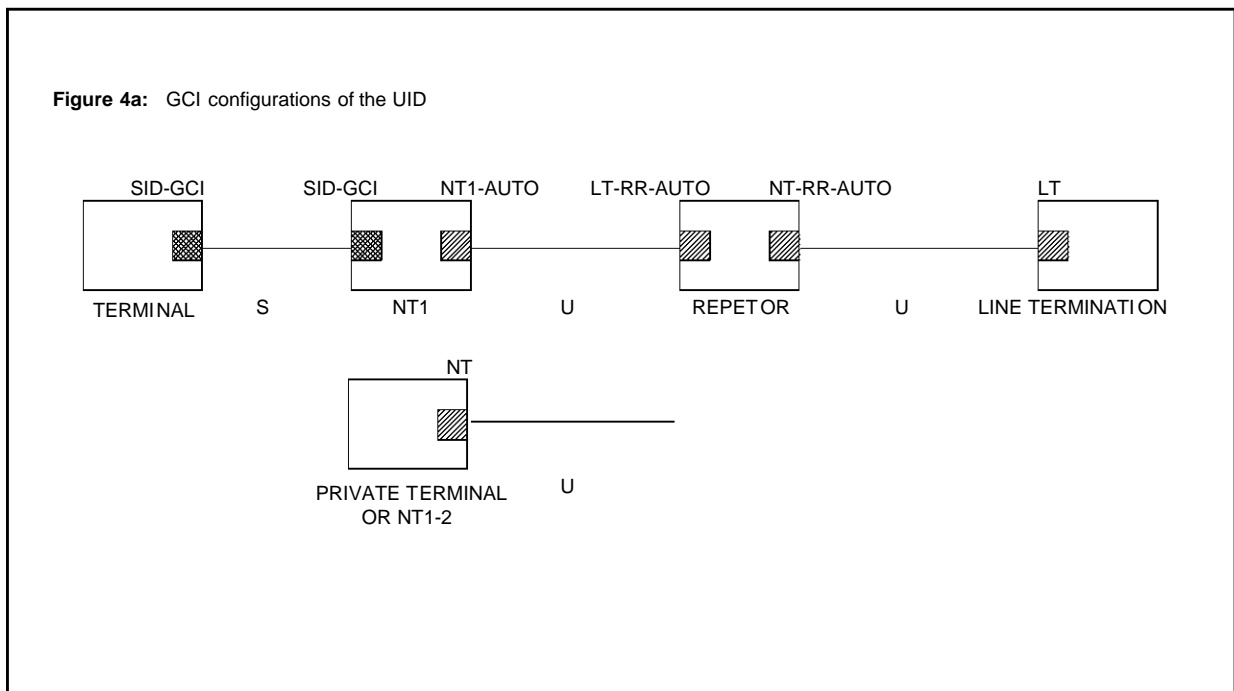 Figure 4a: GCI configurations of the UID
SID-GCI SID-GCI NT1-AUTO LT-RR-AUTO NT-RR-AUTO LT
TERMINAL S NT1 U REPETOR U LINE TERMINATION
NT
PRIVATE TERMINAL U
OR NT1-2